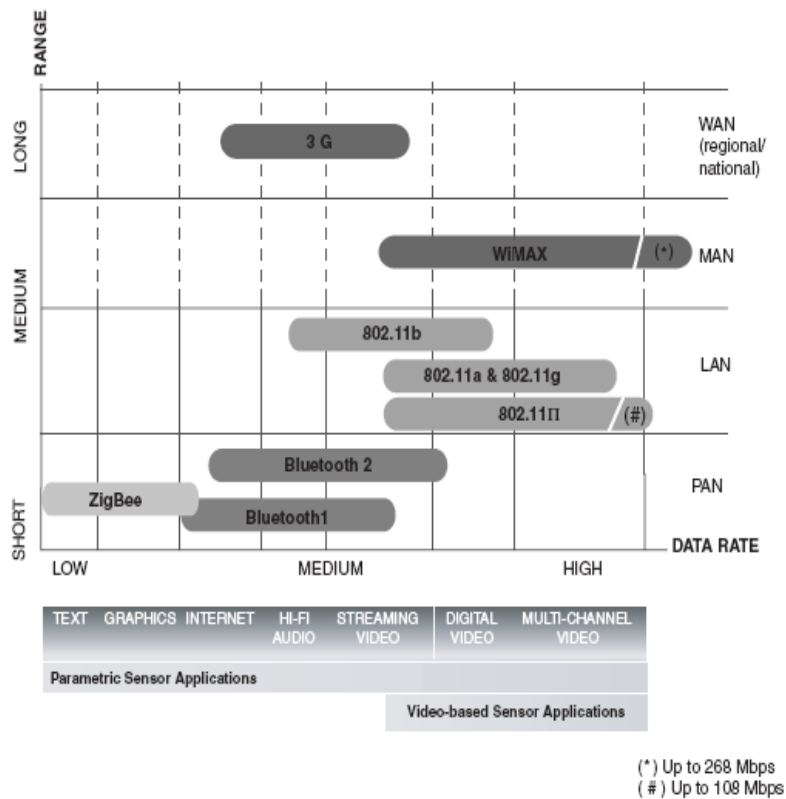 RANGE
LONG
3 G
WAN
(regional/
national)
MEDIUM
WiMAX
(*)
MAN
802.11b
802.11a & 802.11g
802.11Π
(#)
LAN
SHORT
Bluetooth 2
ZigBee
Bluetooth1
PAN
DATA RATE
LOW
MEDIUM
HIGH
TEXT
GRAPHICS
INTERNET
HI-FI
AUDIO
STREAMING
VIDEO
DIGITAL
VIDEO
MULTI-CHANNEL
VIDEO
Parametric Sensor Applications
Video-based Sensor Applications
(*) Up to 268 Mbps
( # ) Up to 108 Mbps